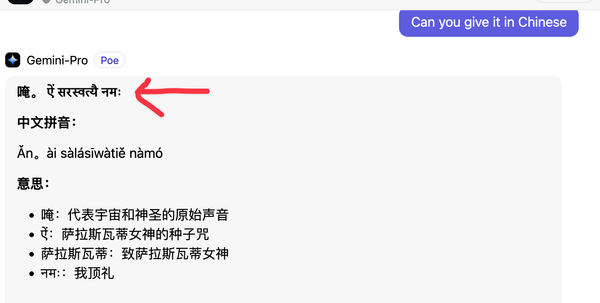 Gemini-Pro
Can you give it in Chinese
Gemini-Pro Poe
唵。 ऐं सरस्वत्यै नमः
中文拼音：
Ăn。ài sàlásīwàtiě nàmó
意思：
唵：代表宇宙和神圣的原始声音
ऐं：萨拉斯瓦蒂女神的种子咒
萨拉斯瓦蒂：致萨拉斯瓦蒂女神
नमः：我顶礼